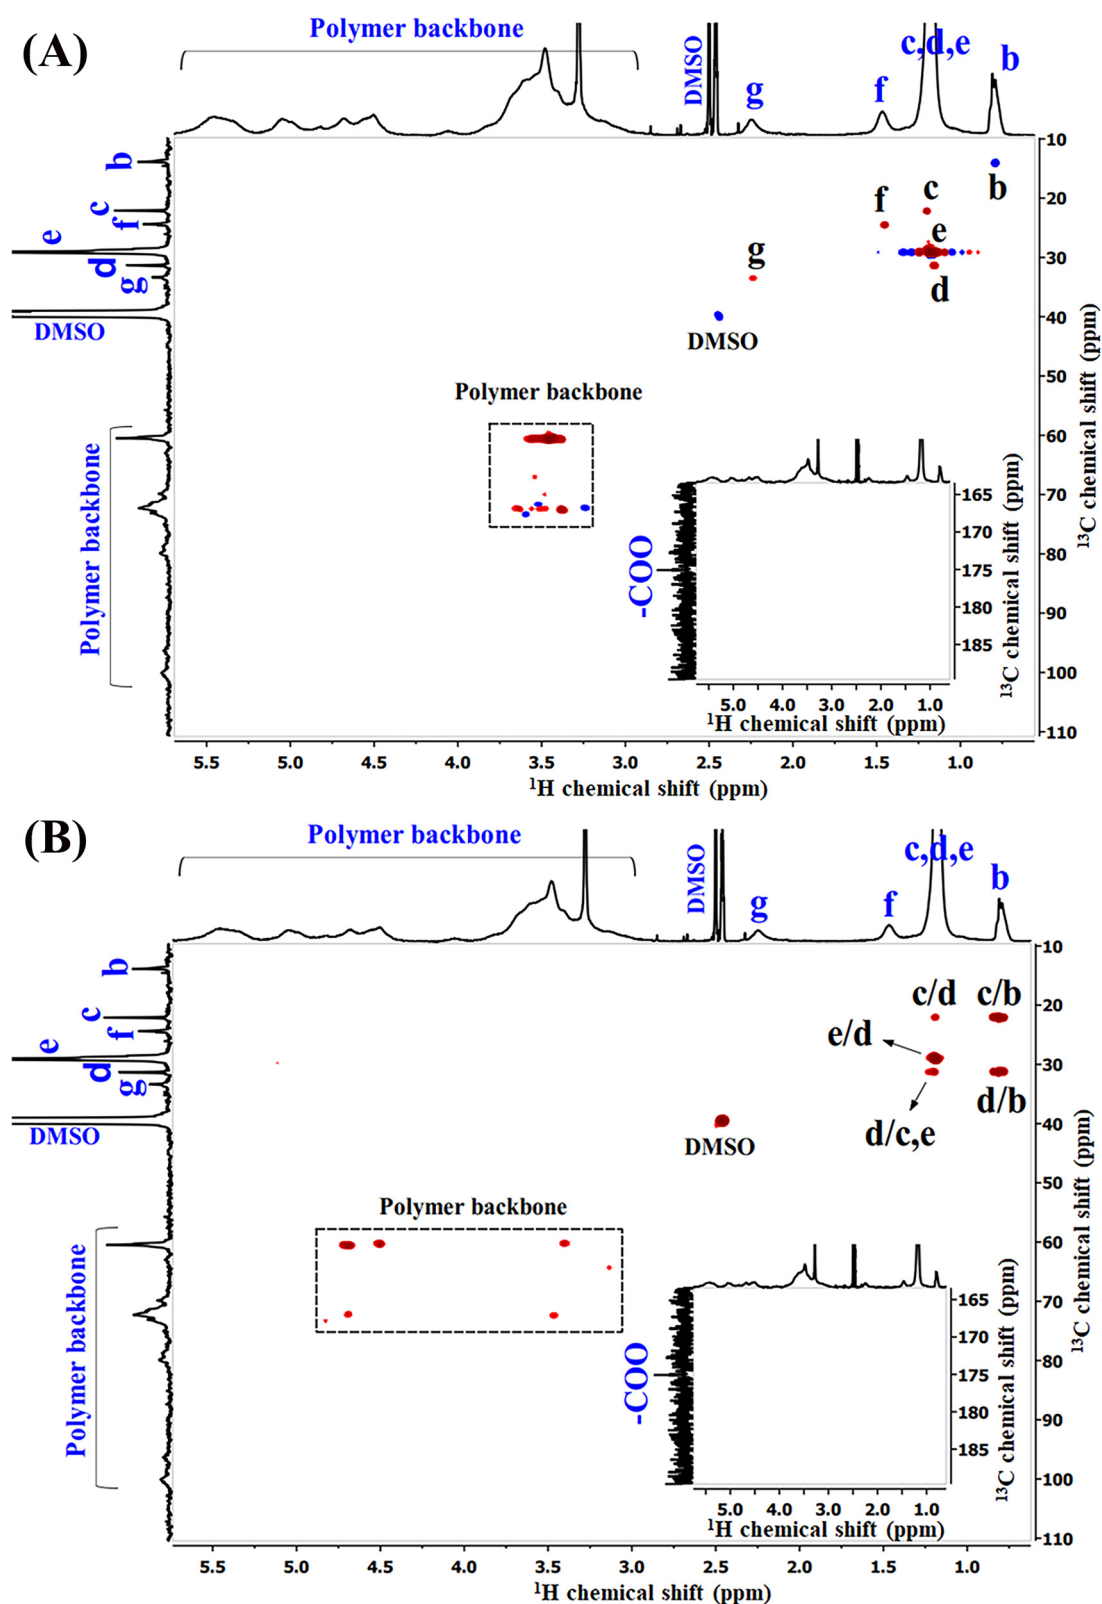 (A)
Polymer backbone
DMSO
g
f
c,d,e
b
b
c
f
e
d
g
DMSO
Polymer backbone
b
c
f
e
d
g
DMSO
Polymer backbone
10
20
30
40
50
60
70
80
90
100
110
13C chemical shift (ppm)
-COO
165
170
175
180
185
13C chemical shift (ppm)
5.0 4.0 3.0 2.0 1.0
1H chemical shift (ppm)
5.5 5.0 4.5 4.0 3.5 3.0 2.5 2.0 1.5 1.0
1H chemical shift (ppm)
(B)
Polymer backbone
DMSO
g
f
c,d,e
b
b
c
f
e
d
g
DMSO
Polymer backbone
c/d
c/b
e/d
d/b
d/c,e
DMSO
Polymer backbone
10
20
30
40
50
60
70
80
90
100
110
13C chemical shift (ppm)
-COO
165
170
175
180
185
13C chemical shift (ppm)
5.0 4.0 3.0 2.0 1.0
1H chemical shift (ppm)
5.5 5.0 4.5 4.0 3.5 3.0 2.5 2.0 1.5 1.0
1H chemical shift (ppm)